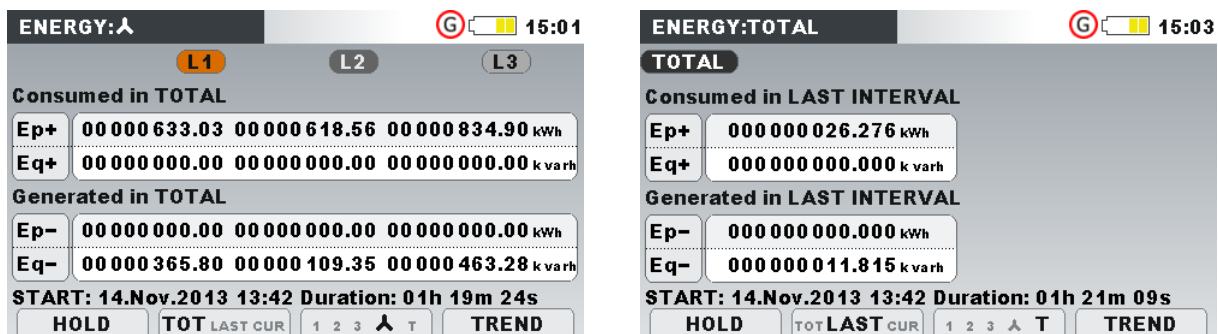 ENERGY:⅄ G 15:01
L1 L2 L3
Consumed in TOTAL
Ep+ 00000633.03 00000618.56 00000834.90 kWh
Eq+ 00000000.00 00000000.00 00000000.00 kvarh
Generated in TOTAL
Ep- 00000000.00 00000000.00 00000000.00 kWh
Eq- 00000365.80 00000109.35 00000463.28 kvarh
START: 14.Nov.2013 13:42 Duration: 01h 19m 24s
HOLD TOT LAST CUR 1 2 3 ⅄ T TREND
ENERGY:TOTAL G 15:03
TOTAL
Consumed in LAST INTERVAL
Ep+ 000000026.276 kWh
Eq+ 000000000.000 kvarh
Generated in LAST INTERVAL
Ep- 000000000.000 kWh
Eq- 000000011.815 kvarh
START: 14.Nov.2013 13:42 Duration: 01h 21m 09s
HOLD TOT LAST CUR 1 2 3 ⅄ T TREND